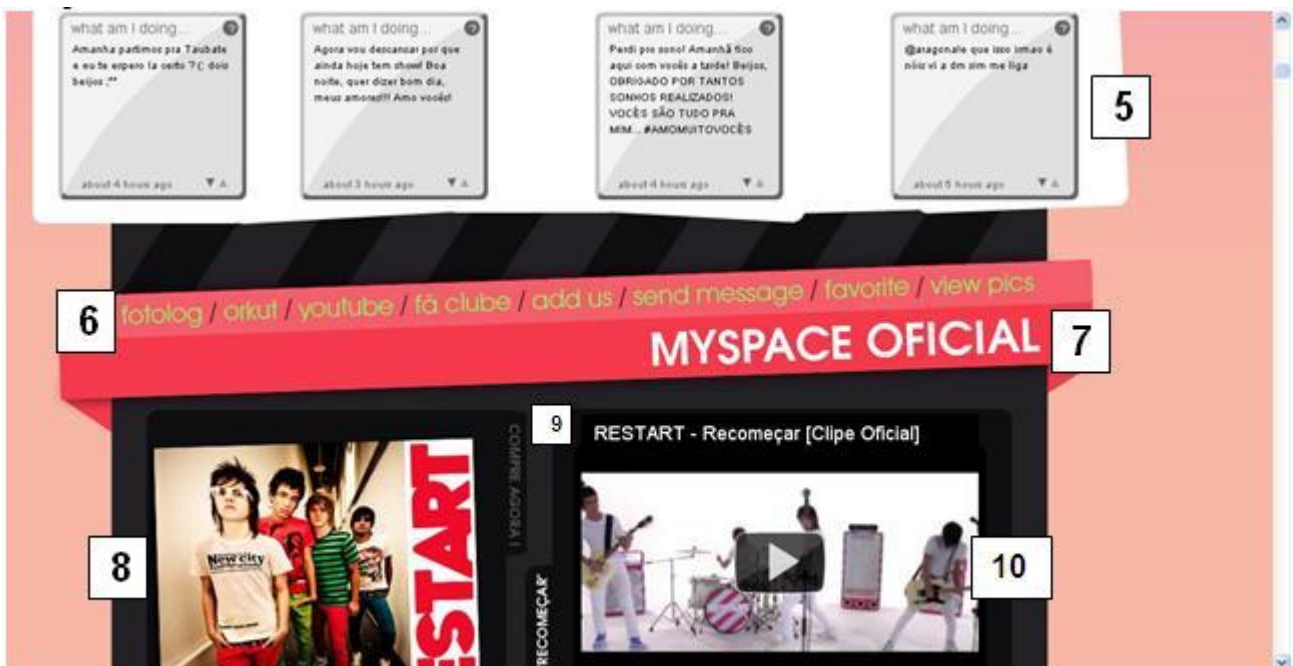 what am I doing...
Amanha partimos pra Taubate
e eu te espero la certo ?(: dois
beijos ;**
about 4 hours ago
what am I doing...
Agora vou descansar por que
ainda hoje tem show! Boa
noite, quer dizer bom dia,
meus amores!!! Amo vocês!
about 3 hours ago
what am I doing...
Perdi pro sono! Amanhã fico
aqui com vocês a tarde! Beijos,
OBRIGADO POR TANTOS
SONHOS REALIZADOS!
VOCÊS SÃO TUDO PRA
MIM... #AMOMUITOVOCÊS
about 4 hours ago
what am I doing...
@aragonale que isso irmao é
nóis vi a dm sim me liga
about 5 hours ago
5
6
fotolog / orkut / youtube / fã clube / add us / send message / favorite / view pics
MYSPACE OFICIAL
7
8
New city
ESTART
COMPRE AGORA !
RECOMEÇAR"
9
RESTART - Recomeçar [Clipe Oficial]
10